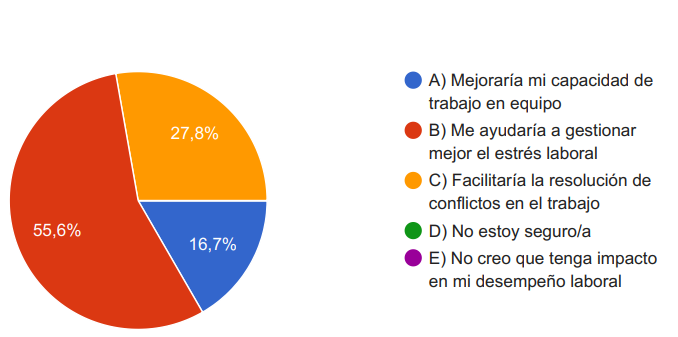 27,8%
55,6%
16,7%
A) Mejoraría mi capacidad de
trabajo en equipo
B) Me ayudaría a gestionar
mejor el estrés laboral
C) Facilitaría la resolución de
conflictos en el trabajo
D) No estoy seguro/a
E) No creo que tenga impacto
en mi desempeño laboral